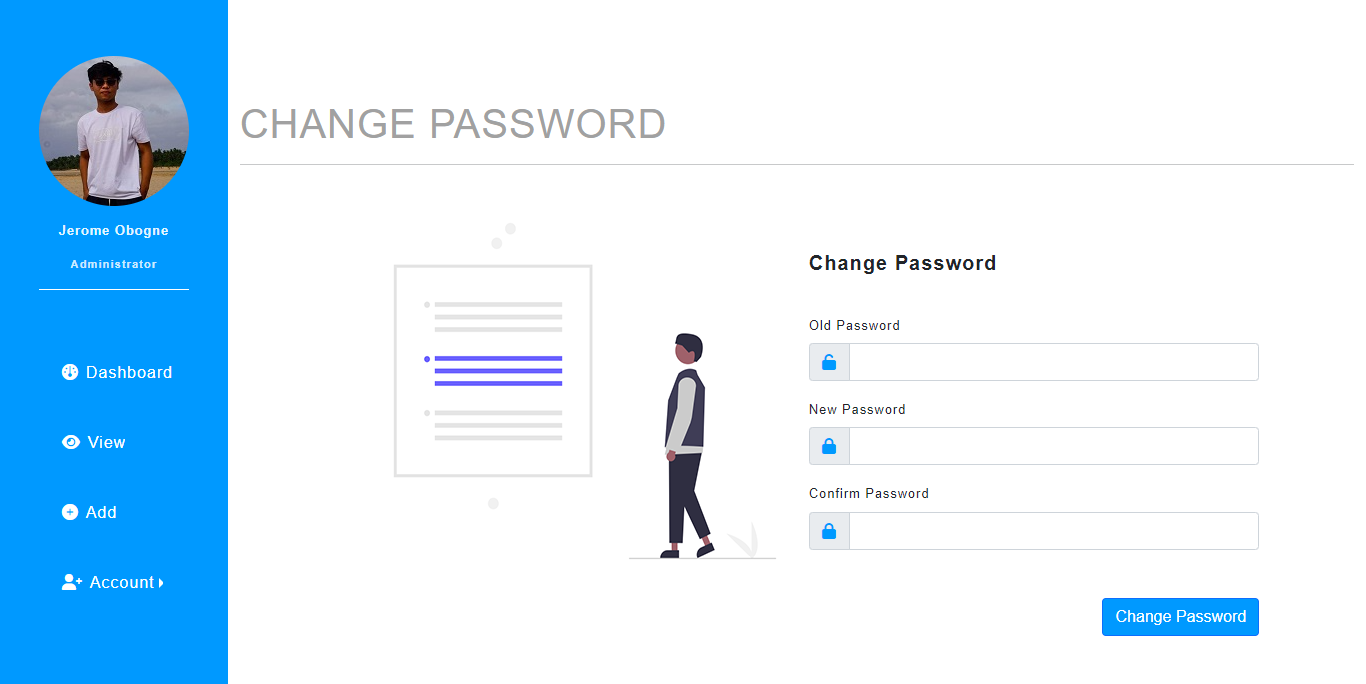 Jerome Obogne
Administrator
Dashboard
View
Add
Account
CHANGE PASSWORD
Change Password
Old Password
New Password
Confirm Password
Change Password